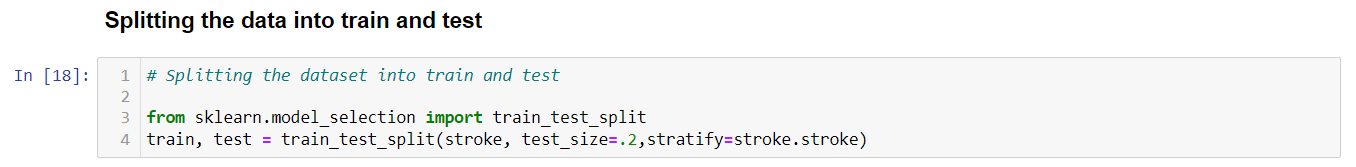 Splitting the data into train and test
In [18]:
1 # Splitting the dataset into train and test
2
3 from sklearn.model_selection import train_test_split
4 train, test = train_test_split(stroke, test_size=.2,stratify=stroke.stroke)